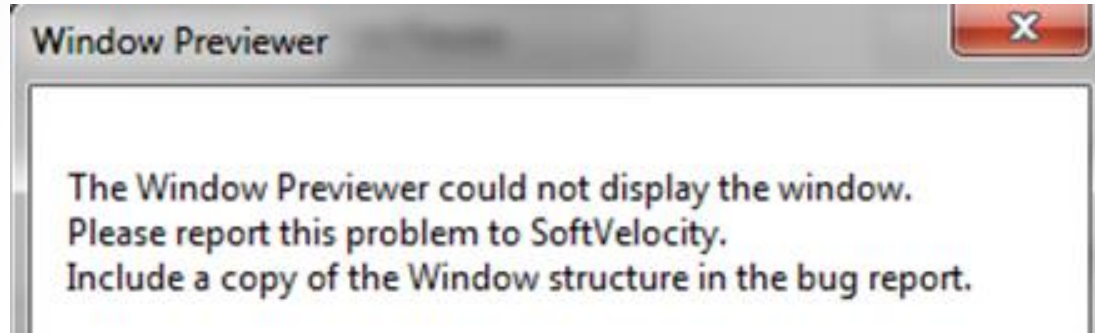 Window Previewer
The Window Previewer could not display the window.
Please report this problem to SoftVelocity.
Include a copy of the Window structure in the bug report.